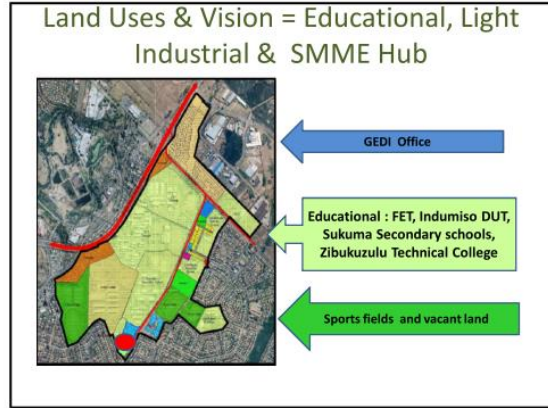 Land Uses & Vision = Educational, Light
Industrial & SMME Hub
GEDI Office
Educational : FET, Indumiso DUT,
Sukuma Secondary schools,
Zibukuzulu Technical College
Sports fields and vacant land